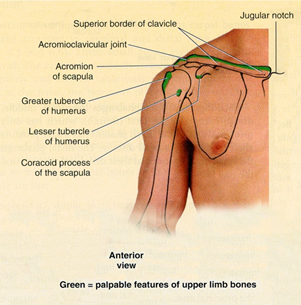 Jugular notch
Superior border of clavicle
Acromioclavicular joint
Acromion
of scapula
Greater tubercle
of humerus
Lesser tubercle
of humerus
Coracoid process
of the scapula
Anterior
view
Green = palpable features of upper limb bones